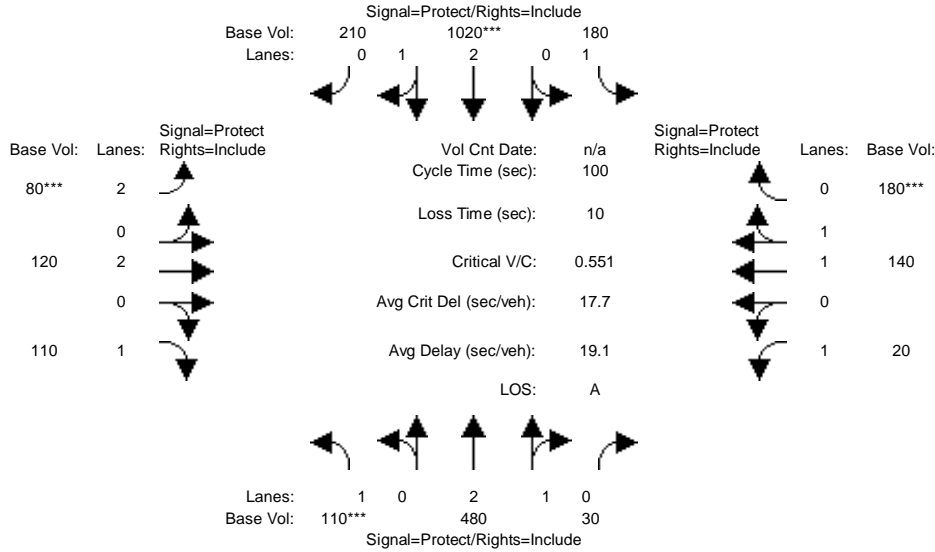 Signal=Protect/Rights=Include
Base Vol: 210 1020*** 180
Lanes: 0 1 2 0 1
Signal=Protect
Rights=Include
Base Vol: Lanes:
80*** 2
0
120 2
0
110 1
Vol Cnt Date: n/a
Cycle Time (sec): 100
Loss Time (sec): 10
Critical V/C: 0.551
Avg Crit Del (sec/veh): 17.7
Avg Delay (sec/veh): 19.1
LOS: A
Signal=Protect
Rights=Include
Lanes: Base Vol:
0 180***
1
1 140
0
1 20
Lanes: 1 0 2 1 0
Base Vol: 110*** 480 30
Signal=Protect/Rights=Include